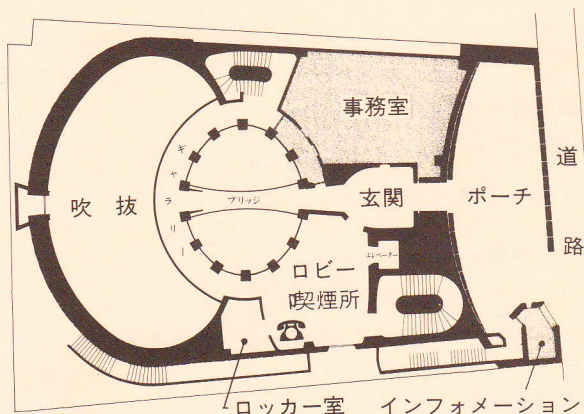 事務室
道路
吹抜
ギャラリー
ブリッジ
玄関
ポーチ
エレベーター
ロビー
喫煙所
ロッカー室
インフォメーション